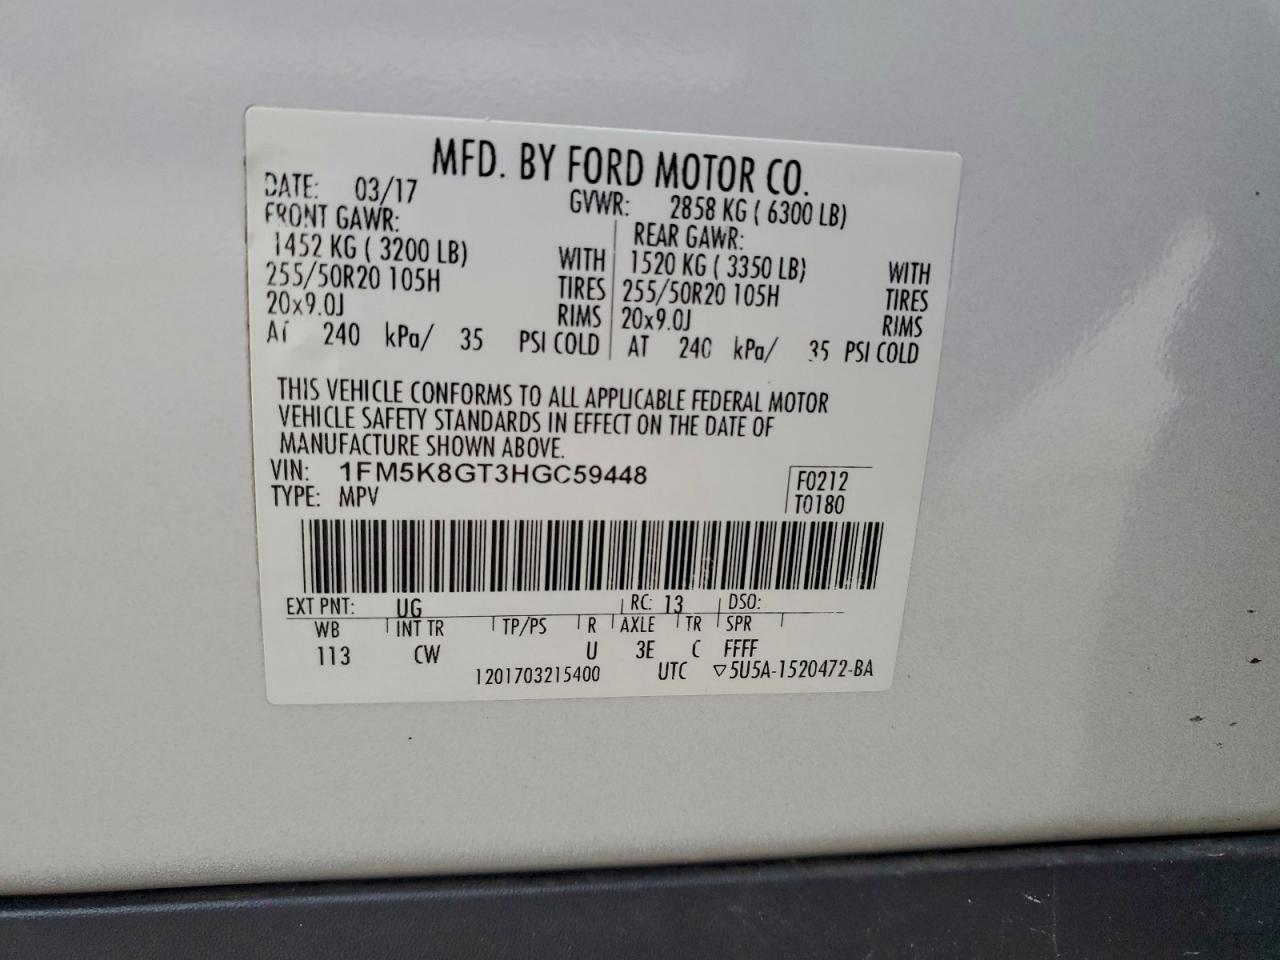 MFD. BY FORD MOTOR CO.
DATE: 03/17 GVWR: 2858 KG ( 6300 LB)
FRONT GAWR: REAR GAWR:
1452 KG ( 3200 LB) WITH 1520 KG ( 3350 LB) WITH
255/50R20 105H TIRES 255/50R20 105H TIRES
20x9.0J RIMS 20x9.0J RIMS
AT 240 kPa/ 35 PSI COLD AT 240 kPa/ 35 PSI COLD
THIS VEHICLE CONFORMS TO ALL APPLICABLE FEDERAL MOTOR
VEHICLE SAFETY STANDARDS IN EFFECT ON THE DATE OF
MANUFACTURE SHOWN ABOVE.
VIN: 1FM5K8GT3HGC59448 F0212
TYPE: MPV T0180
EXT PNT: UG RC: 13 DSO:
WB INT TR TP/PS R AXLE TR SPR
113 CW U 3E C FFFF
1201703215400 UTC ▽5U5A-1520472-BA